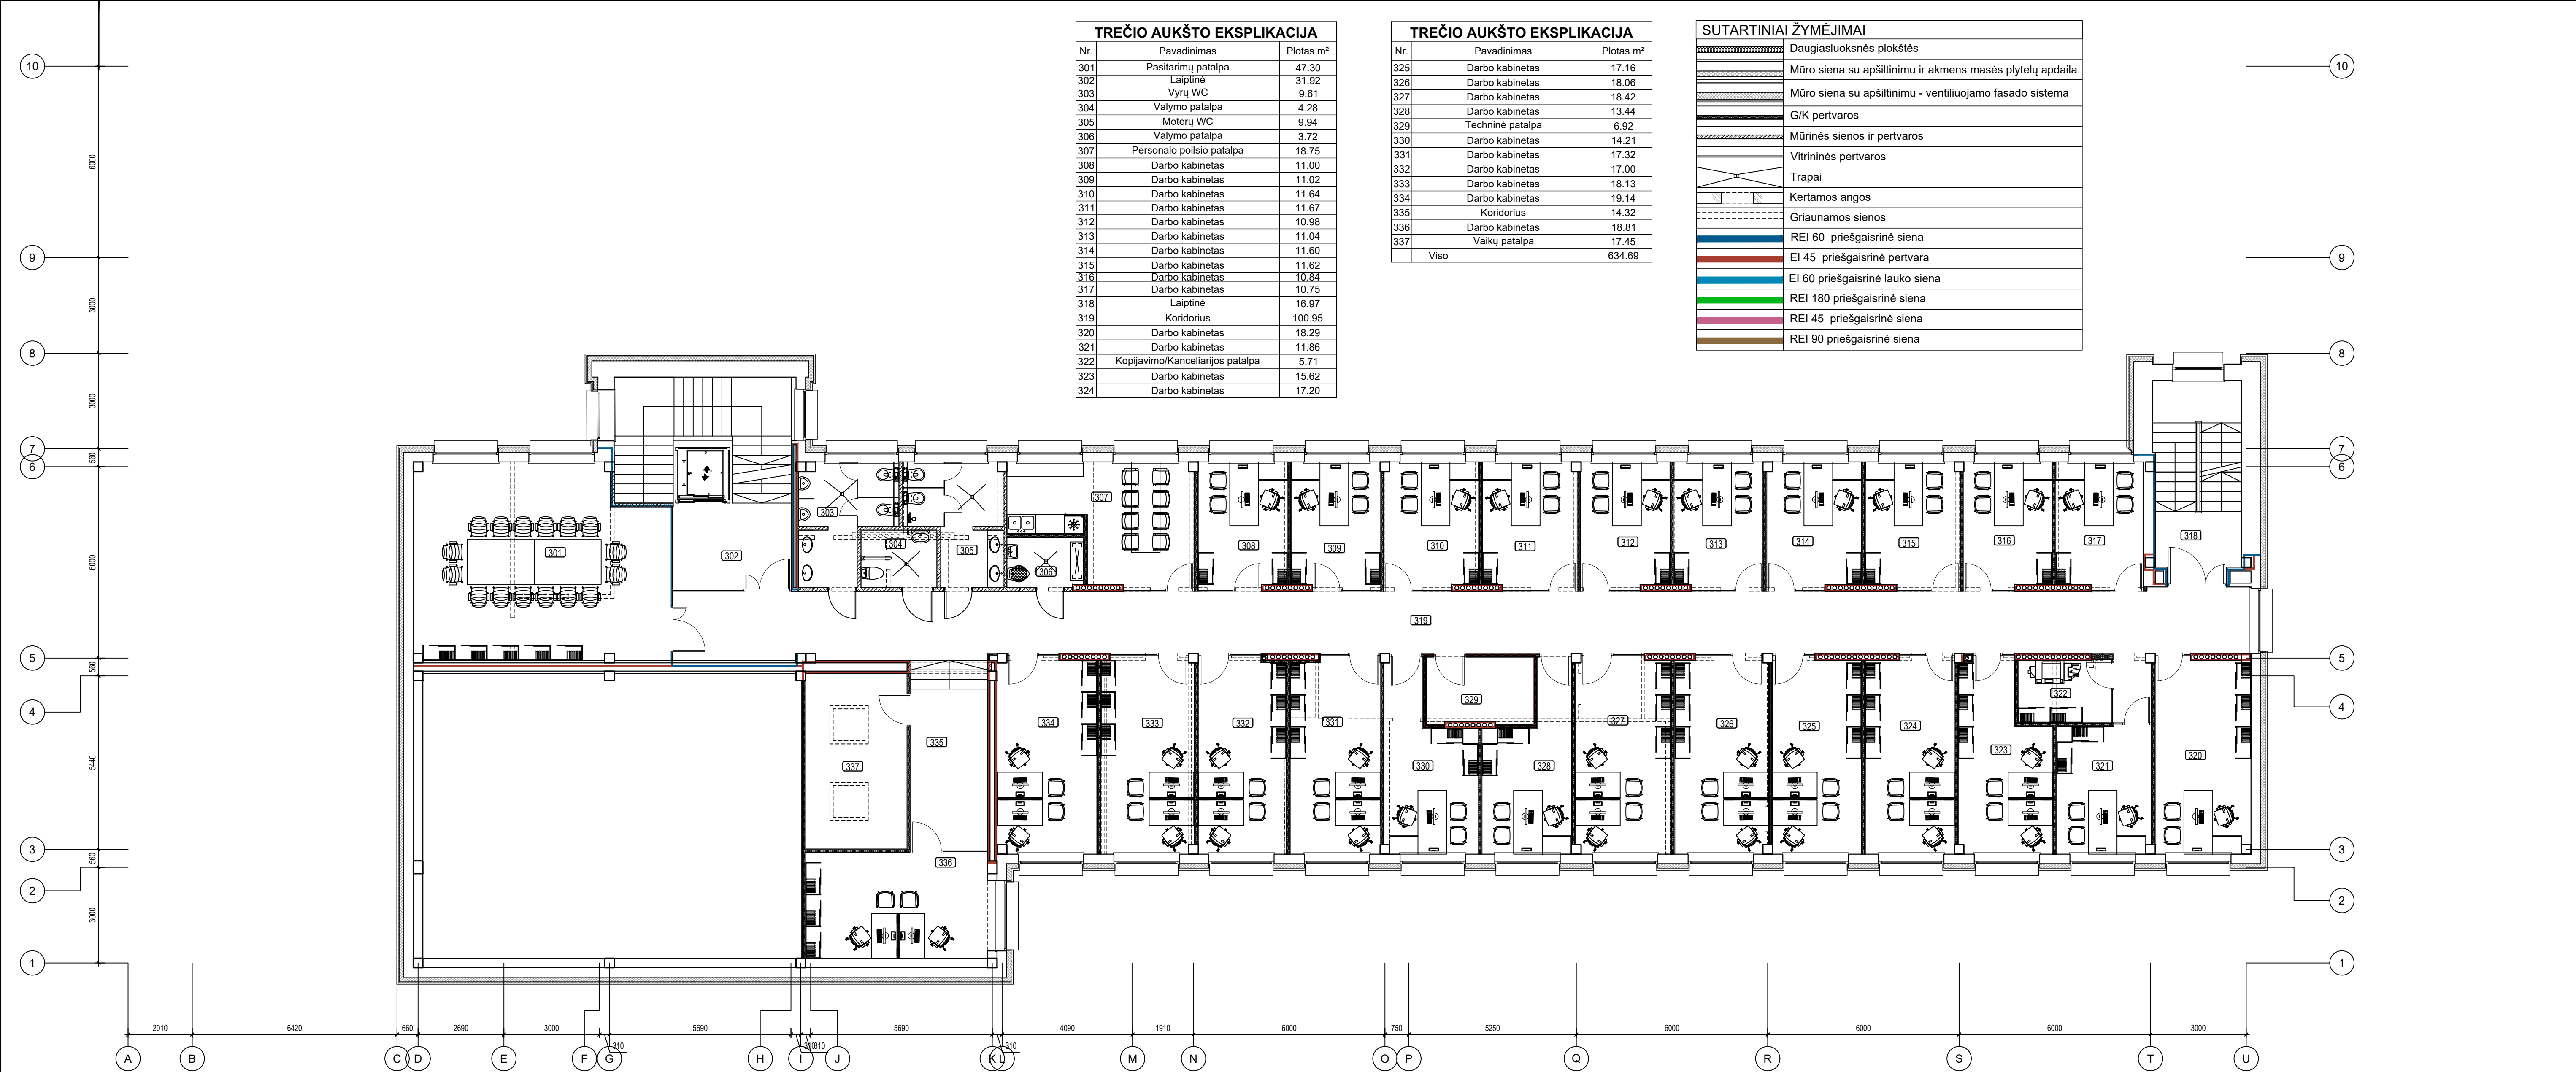 TREČIO AUKŠTO EKSPLIKACIJA
Nr. Pavadinimas Plotas m²
301 Pasitarimų patalpa 47.30
302 Laiptinė 31.92
303 Vyrų WC 9.61
304 Valymo patalpa 4.28
305 Moterų WC 9.94
306 Valymo patalpa 3.72
307 Personalo poilsio patalpa 18.75
308 Darbo kabinetas 11.00
309 Darbo kabinetas 11.02
310 Darbo kabinetas 11.64
311 Darbo kabinetas 11.67
312 Darbo kabinetas 10.98
313 Darbo kabinetas 11.04
314 Darbo kabinetas 11.60
315 Darbo kabinetas 11.62
316 Darbo kabinetas 10.84
317 Darbo kabinetas 10.75
318 Laiptinė 16.97
319 Koridorius 100.95
320 Darbo kabinetas 18.29
321 Darbo kabinetas 11.86
322 Kopijavimo/Kanceliarijos patalpa 5.71
323 Darbo kabinetas 15.62
324 Darbo kabinetas 17.20
TREČIO AUKŠTO EKSPLIKACIJA
Nr. Pavadinimas Plotas m²
325 Darbo kabinetas 17.16
326 Darbo kabinetas 18.06
327 Darbo kabinetas 18.42
328 Darbo kabinetas 13.44
329 Techninė patalpa 6.92
330 Darbo kabinetas 14.21
331 Darbo kabinetas 17.32
332 Darbo kabinetas 17.00
333 Darbo kabinetas 18.13
334 Darbo kabinetas 19.14
335 Koridorius 14.32
336 Darbo kabinetas 18.81
337 Vaikų patalpa 17.45
Viso 634.69
SUTARTINIAI ŽYMĖJIMAI
Daugiasluoksnės plokštės
Mūro siena su apšiltinimu ir akmens masės plytelų apdaila
Mūro siena su apšiltinimu - ventiliuojamo fasado sistema
G/K pertvaros
Mūrinės sienos ir pertvaros
Vitrininės pertvaros
Trapai
Kertamos angos
Griaunamos sienos
REI 60 priešgaisrinė siena
EI 45 priešgaisrinė pertvara
EI 60 priešgaisrinė lauko siena
REI 180 priešgaisrinė siena
REI 45 priešgaisrinė siena
REI 90 priešgaisrinė siena
10
9
8
7
6
5
4
3
2
1
6000
3000
3000
560
6000
560
5440
560
3000
10
9
8
7
6
5
4
3
2
1
301
302
303
304
305
306
307
308
309
310
311
312
313
314
315
316
317
318
319
337
335
336
334
333
332
331
330
329
328
327
326
325
324
323
322
321
320
2010 6420 660 2690 3000 5690 5690 4090 1910 6000 750 5250 6000 6000 6000 3000
310 310 310 310
A B C D E F G H I J K L M N O P Q R S T U